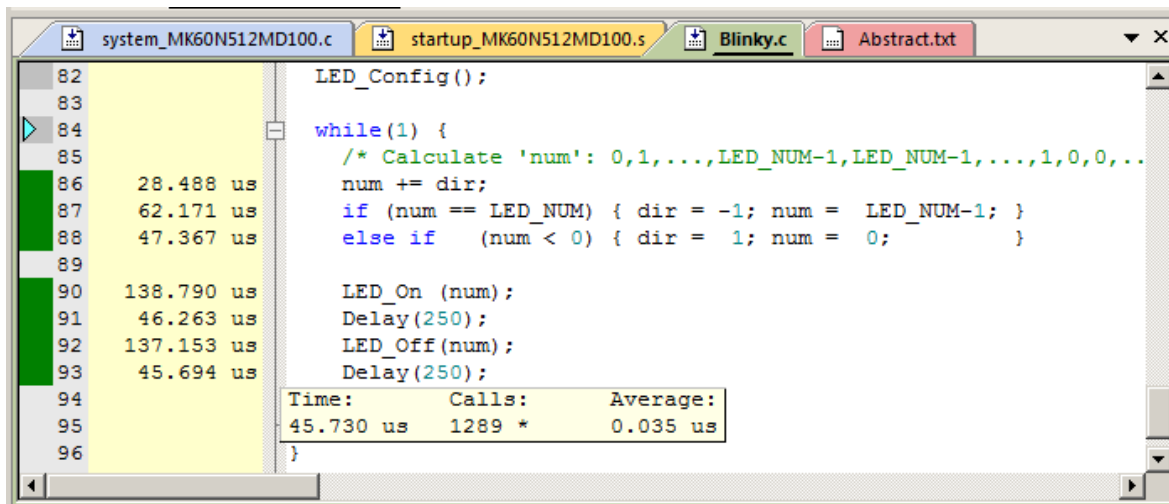 system_MK60N512MD100.c startup_MK60N512MD100.s Blinky.c Abstract.txt
82 LED_Config();
83
84 while(1) {
85 /* Calculate 'num': 0,1,...,LED_NUM-1,LED_NUM-1,...,1,0,0,..
86 28.488 us num += dir;
87 62.171 us if (num == LED_NUM) { dir = -1; num =  LED_NUM-1; }
88 47.367 us else if   (num < 0) { dir =  1; num =  0;          }
89
90 138.790 us LED_On (num);
91 46.263 us Delay(250);
92 137.153 us LED_Off(num);
93 45.694 us Delay(250);
94 Time: Calls: Average:
95 45.730 us 1289 * 0.035 us
96 }